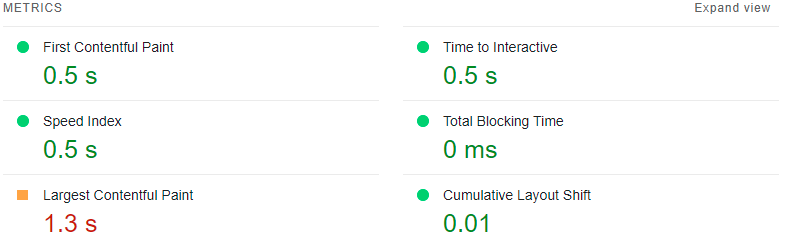 METRICS Expand view
First Contentful Paint Time to Interactive
0.5 s 0.5 s
Speed Index Total Blocking Time
0.5 s 0 ms
Largest Contentful Paint Cumulative Layout Shift
1.3 s 0.01